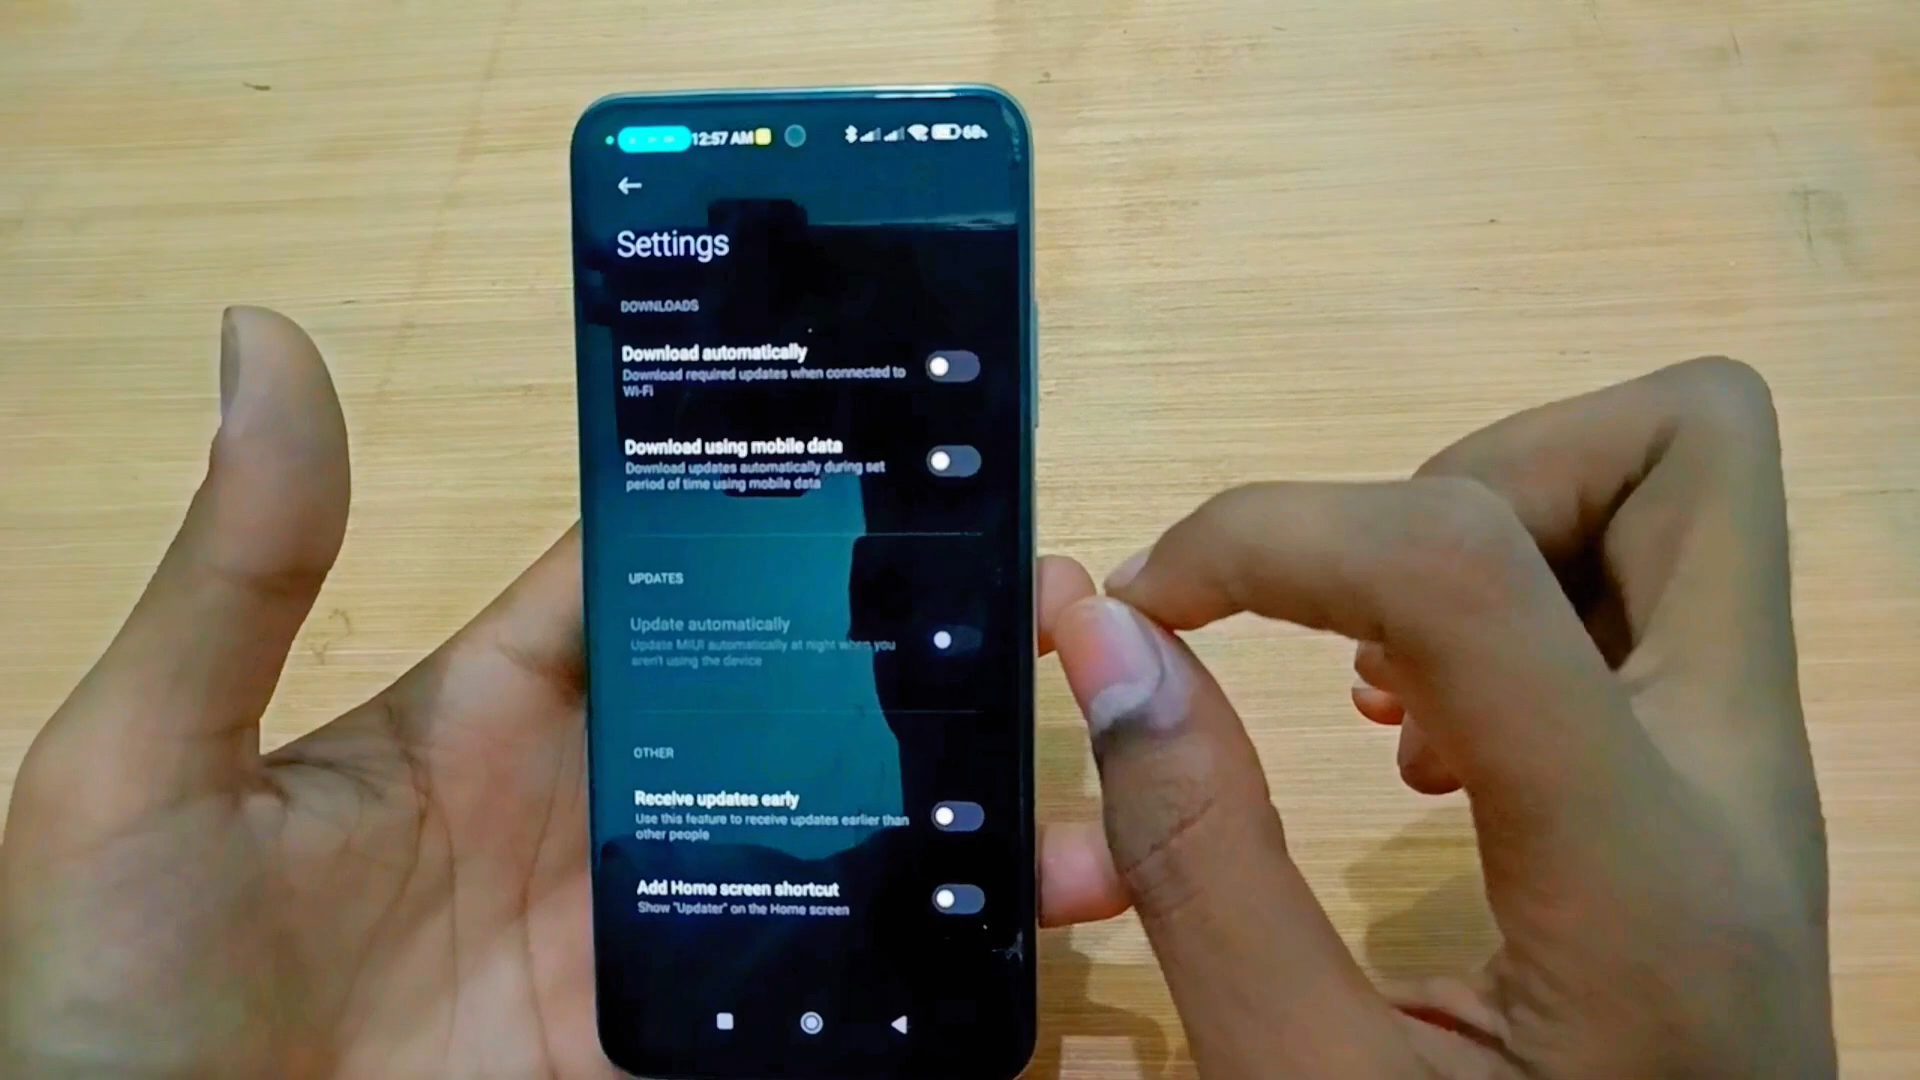 12:57 AM 68%
Settings
DOWNLOADS
Download automatically
Download required updates when connected to
Wi-Fi
Download using mobile data
Download updates automatically during set
period of time using mobile data
UPDATES
Update automatically
Update MIUI automatically at night when you
aren't using the device
OTHER
Receive updates early
Use this feature to receive updates earlier than
other people
Add Home screen shortcut
Show "Updater" on the Home screen